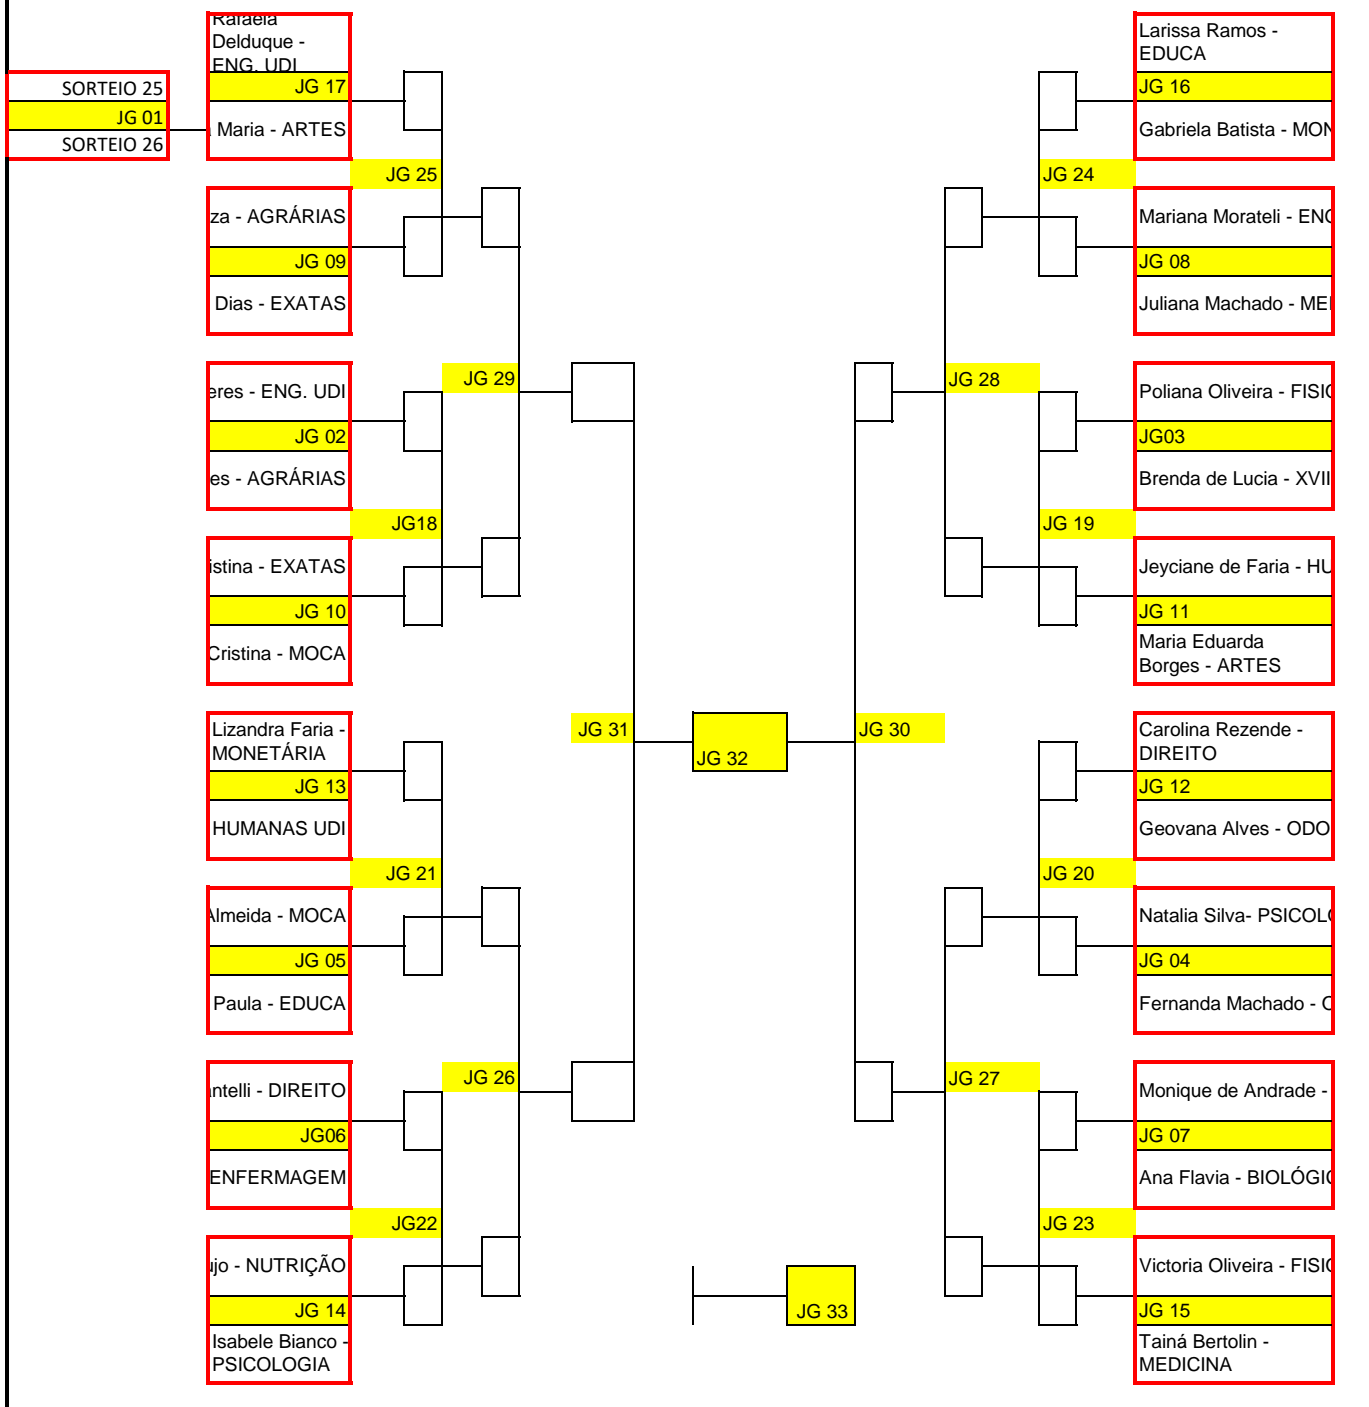 Rafaela
Delduque -
ENG. UDI
SORTEIO 25
JG 17
JG 01
Maria - ARTES
SORTEIO 26
JG 25
za - AGRÁRIAS
JG 09
Dias - EXATAS
JG 29
eres - ENG. UDI
JG 02
es - AGRÁRIAS
JG18
istina - EXATAS
JG 10
Cristina - MOCA
Lizandra Faria -
MONETÁRIA
JG 13
HUMANAS UDI
JG 21
Almeida - MOCA
JG 05
Paula - EDUCA
JG 26
ntelli - DIREITO
JG06
ENFERMAGEM
JG22
ujo - NUTRIÇÃO
JG 14
Isabele Bianco -
PSICOLOGIA
JG 31
JG 32
JG 30
JG 33
Larissa Ramos -
EDUCA
JG 16
Gabriela Batista - MON
JG 24
Mariana Morateli - ENG
JG 08
Juliana Machado - MED
JG 28
Poliana Oliveira - FISIO
JG03
Brenda de Lucia - XVII
JG 19
Jeyciane de Faria - HU
JG 11
Maria Eduarda
Borges - ARTES
Carolina Rezende -
DIREITO
JG 12
Geovana Alves - ODO
JG 20
Natalia Silva- PSICOLO
JG 04
Fernanda Machado - C
JG 27
Monique de Andrade -
JG 07
Ana Flavia - BIOLÓGIC
JG 23
Victoria Oliveira - FISIO
JG 15
Tainá Bertolin -
MEDICINA